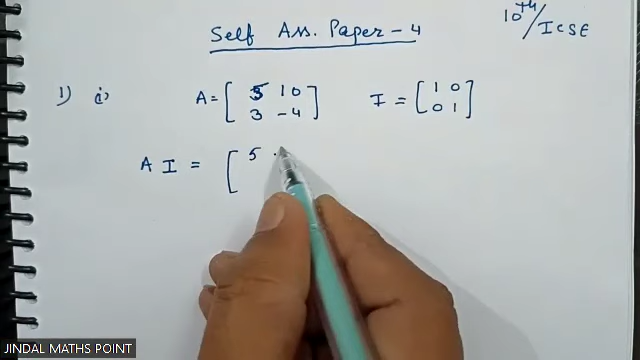 10th/ICSE
Self Ass. Paper - 4
1) i) A = [ 5 10 I = [ 1 0
3 -4 ] 0 1 ]
A I = [ 5
JINDAL MATHS POINT